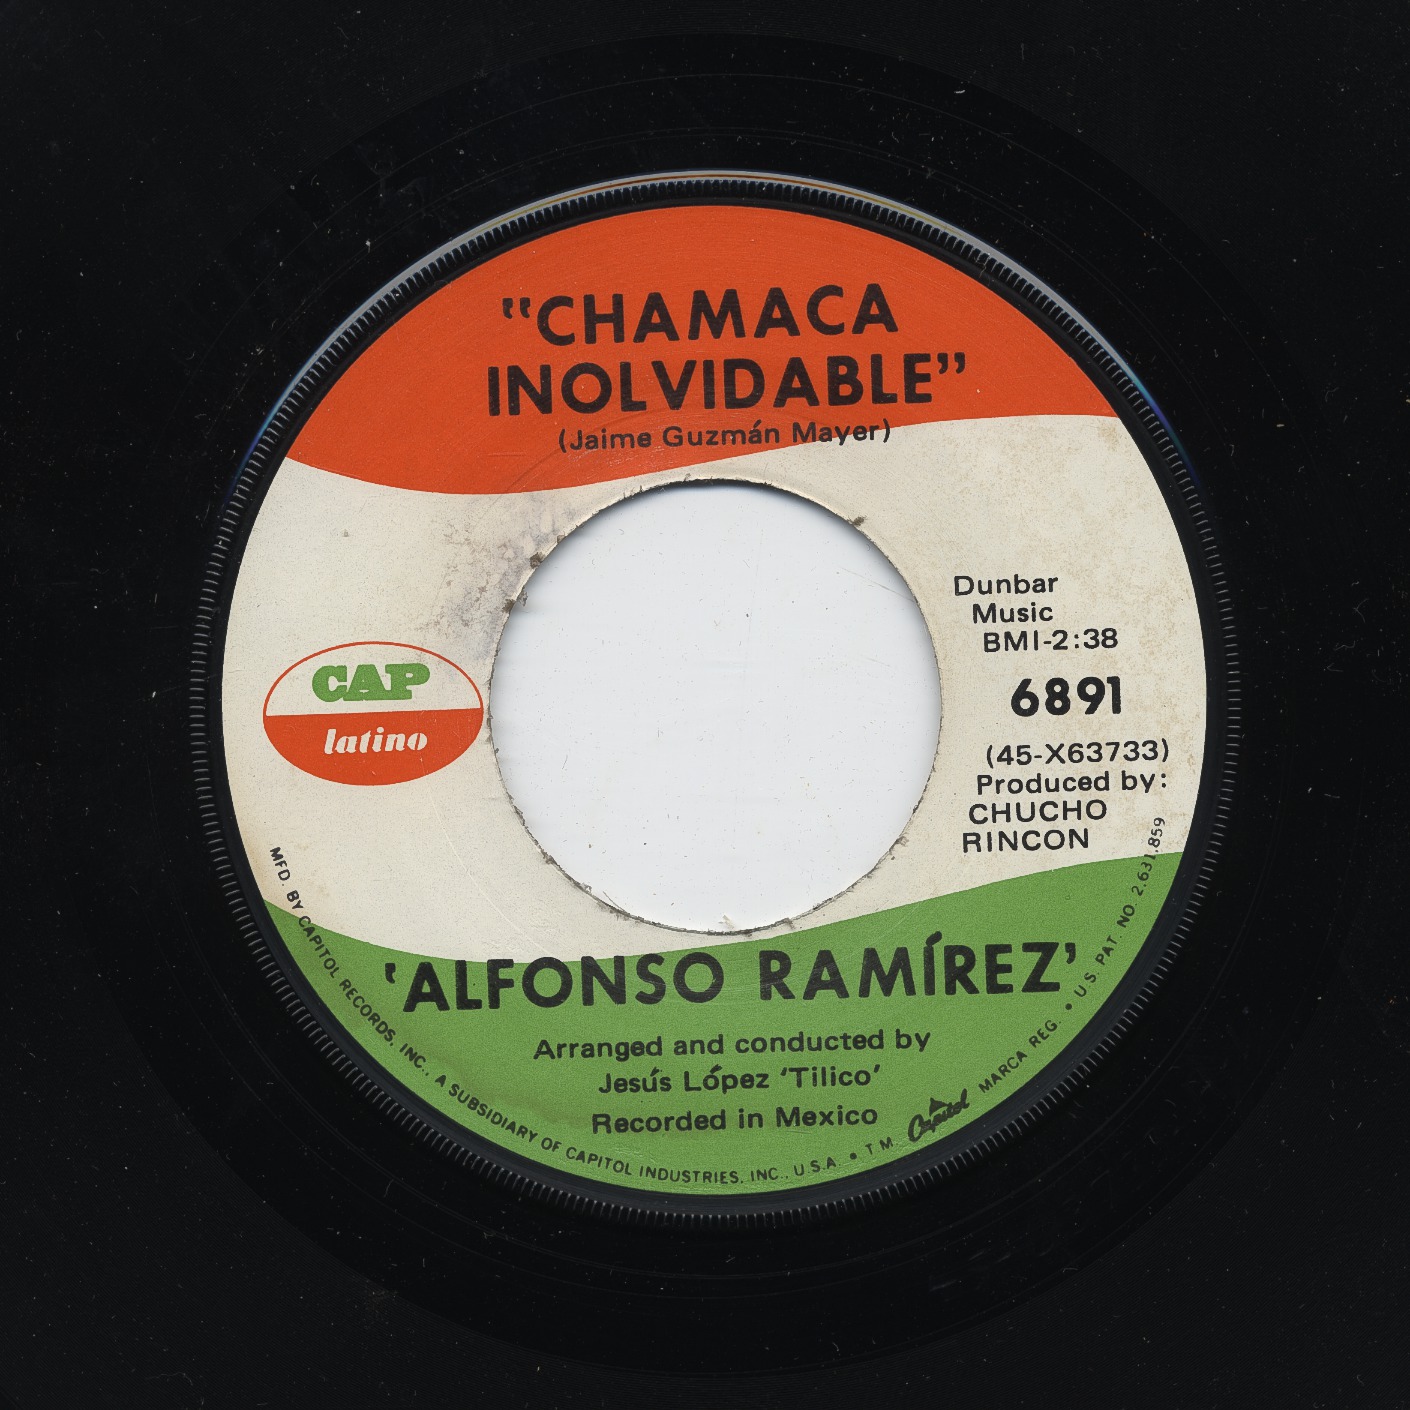 "CHAMACA
INOLVIDABLE"
(Jaime Guzmán Mayer)
Dunbar
Music
BMI-2:38
6891
(45-X63733)
Produced by:
CHUCHO
RINCON
CAP
latino
'ALFONSO RAMÍREZ'
Arranged and conducted by
Jesús López 'Tilico'
Recorded in Mexico
MFD. BY CAPITOL RECORDS, INC., A SUBSIDIARY OF CAPITOL INDUSTRIES, INC., U.S.A. • T.M. Capitol MARCA REG. • U.S. PAT. NO. 2,631,859